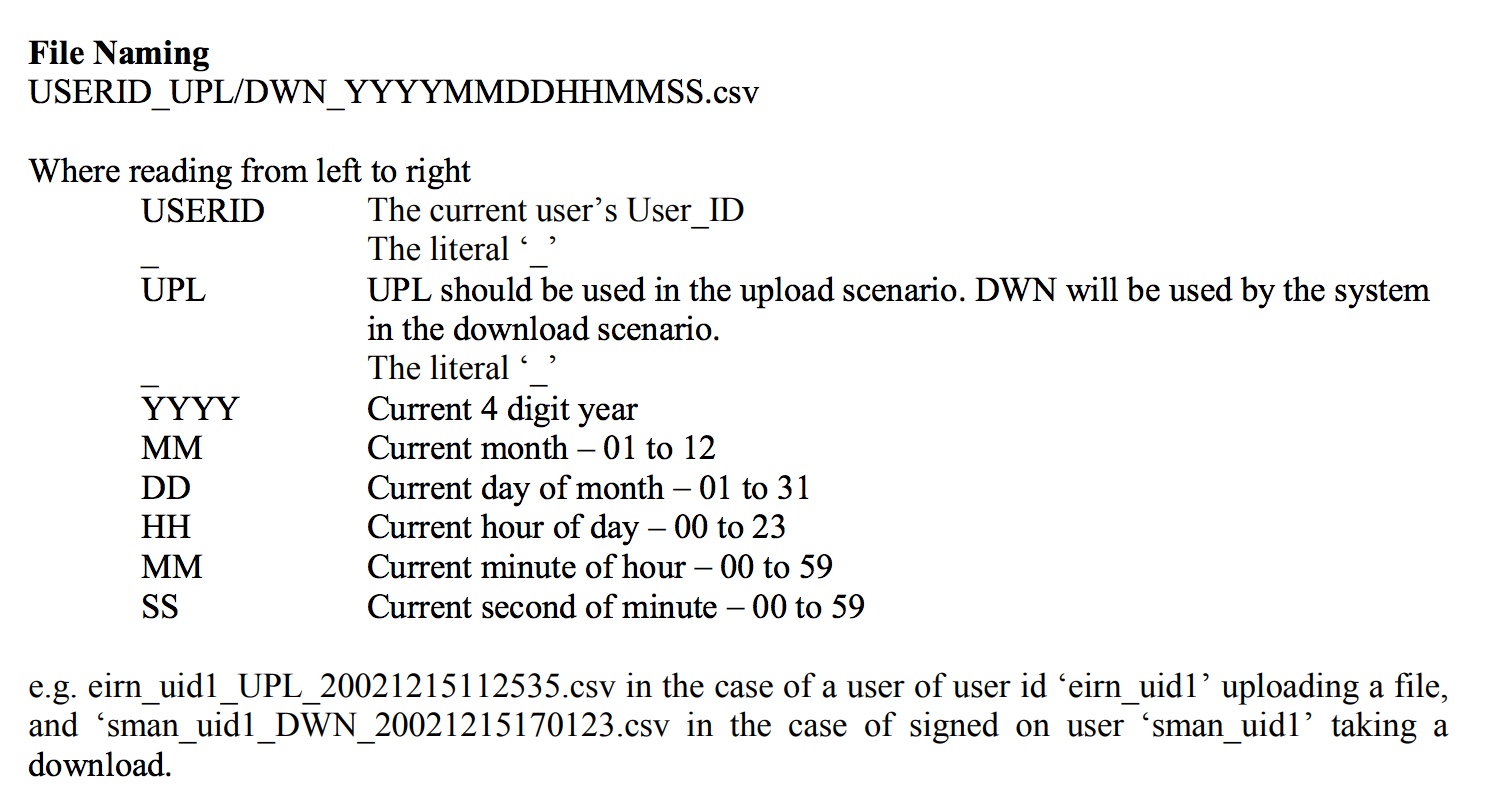 File Naming
USERID_UPL/DWN_YYYYMMDDHHMMSS.csv
Where reading from left to right
USERID The current user’s User_ID
_ The literal ‘_’
UPL UPL should be used in the upload scenario. DWN will be used by the system
in the download scenario.
_ The literal ‘_’
YYYY Current 4 digit year
MM Current month – 01 to 12
DD Current day of month – 01 to 31
HH Current hour of day – 00 to 23
MM Current minute of hour – 00 to 59
SS Current second of minute – 00 to 59
e.g. eirn_uid1_UPL_20021215112535.csv in the case of a user of user id ‘eirn_uid1’ uploading a file,
and ‘sman_uid1_DWN_20021215170123.csv in the case of signed on user ‘sman_uid1’ taking a
download.